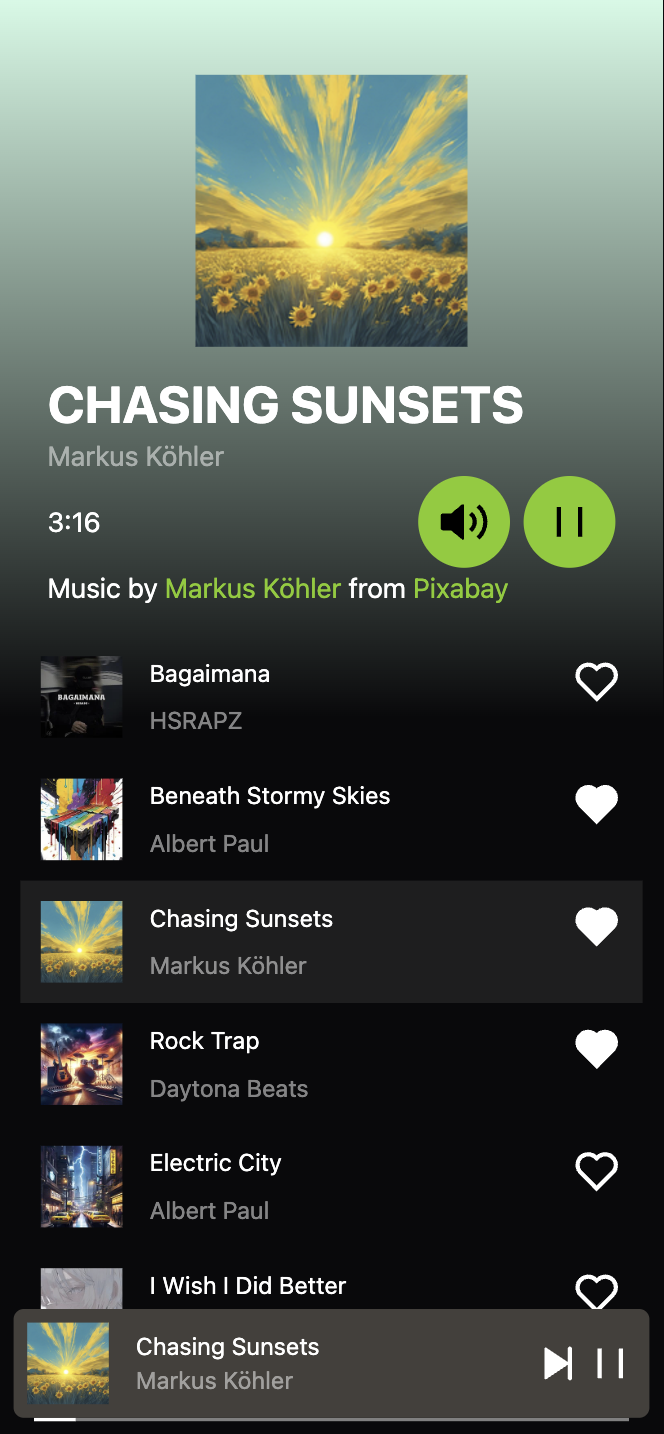 CHASING SUNSETS
Markus Köhler
3:16
Music by Markus Köhler from Pixabay
BAGAIMANA
Bagaimana
HSRAPZ
Beneath Stormy Skies
Albert Paul
Chasing Sunsets
Markus Köhler
Rock Trap
Daytona Beats
Electric City
Albert Paul
I Wish I Did Better
Chasing Sunsets
Markus Köhler